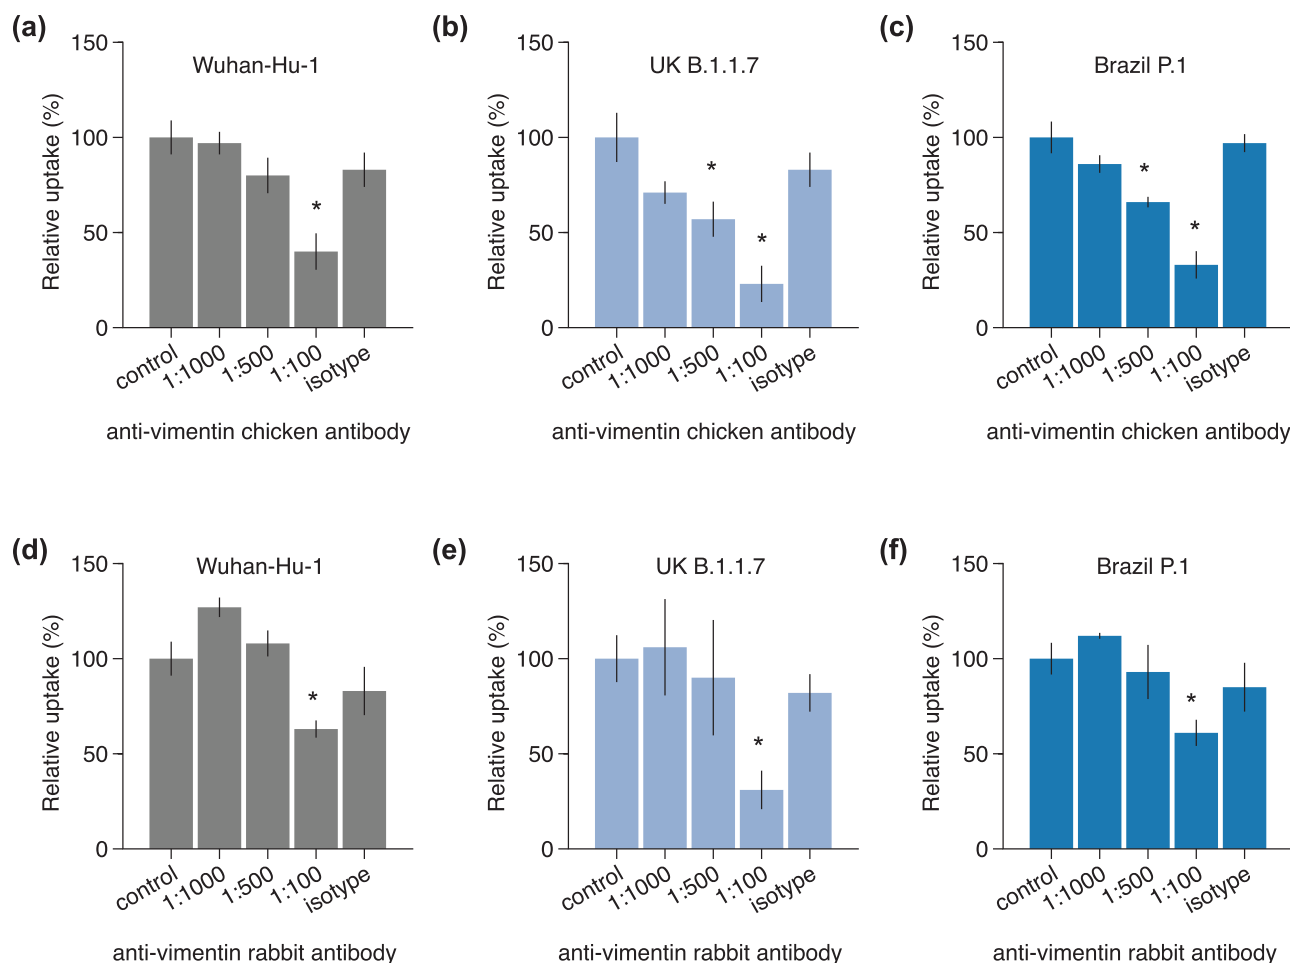 (a)
150
100
50
0
Relative uptake (%)
Wuhan-Hu-1
*
control
1:1000
1:500
1:100
isotype
anti-vimentin chicken antibody
(b)
150
100
50
0
Relative uptake (%)
UK B.1.1.7
*
*
control
1:1000
1:500
1:100
isotype
anti-vimentin chicken antibody
(c)
150
100
50
0
Relative uptake (%)
Brazil P.1
*
*
control
1:1000
1:500
1:100
isotype
anti-vimentin chicken antibody
(d)
150
100
50
0
Relative uptake (%)
Wuhan-Hu-1
*
control
1:1000
1:500
1:100
isotype
anti-vimentin rabbit antibody
(e)
150
100
50
0
Relative uptake (%)
UK B.1.1.7
*
control
1:1000
1:500
1:100
isotype
anti-vimentin rabbit antibody
(f)
150
100
50
0
Relative uptake (%)
Brazil P.1
*
control
1:1000
1:500
1:100
isotype
anti-vimentin rabbit antibody